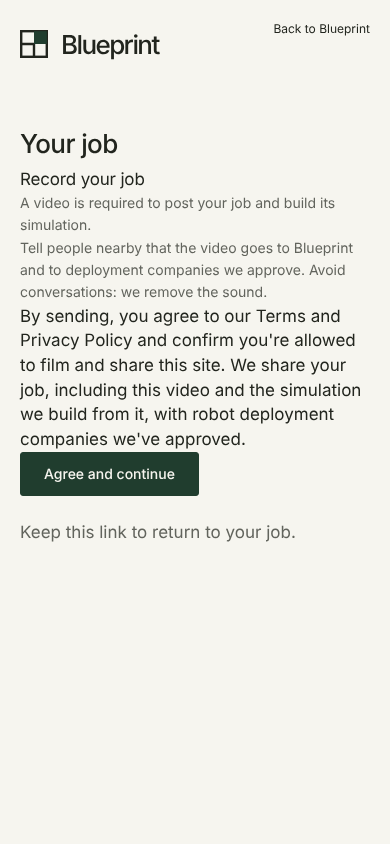 Blueprint
Back to Blueprint
Your job
Record your job
A video is required to post your job and build its
simulation.
Tell people nearby that the video goes to Blueprint
and to deployment companies we approve. Avoid
conversations: we remove the sound.
By sending, you agree to our Terms and
Privacy Policy and confirm you're allowed
to film and share this site. We share your
job, including this video and the simulation
we build from it, with robot deployment
companies we've approved.
Agree and continue
Keep this link to return to your job.